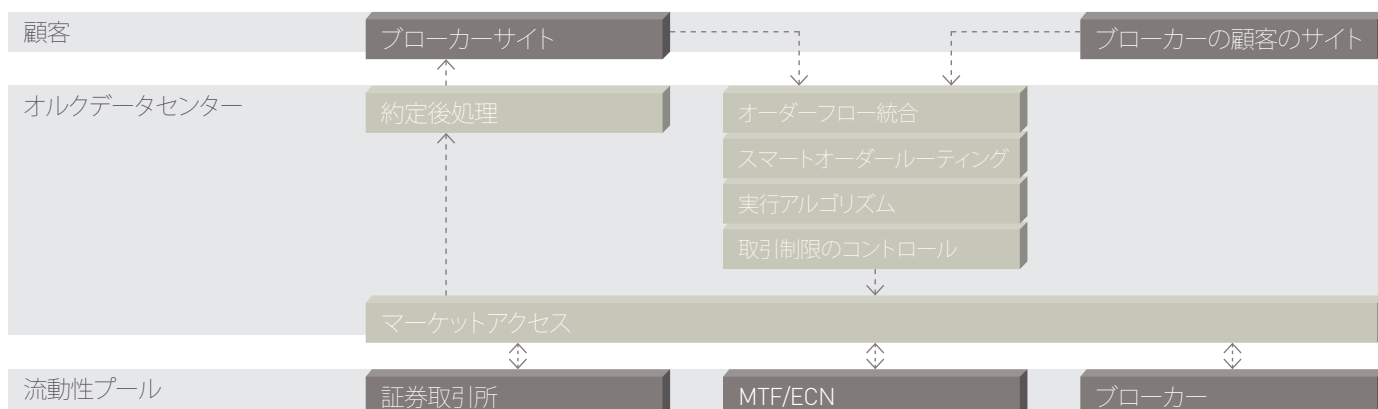 顧客
ブローカーサイト
ブローカーの顧客のサイト
オルクデータセンター
約定後処理
オーダーフロー統合
スマートオーダールーティング
実行アルゴリズム
取引制限のコントロール
マーケットアクセス
流動性プール
証券取引所
MTF/ECN
ブローカー